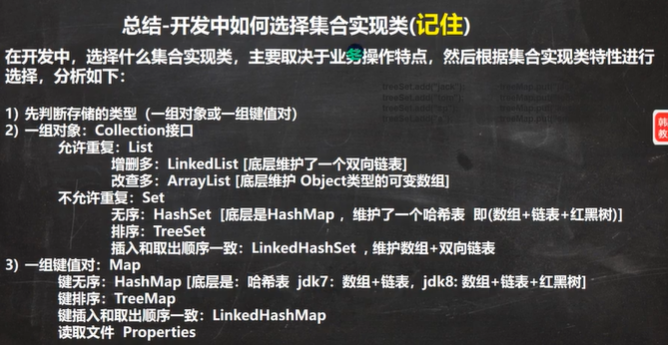 总结-开发中如何选择集合实现类(记住)
在开发中，选择什么集合实现类，主要取决于业务操作特点，然后根据集合实现类特性进行
选择，分析如下：
1) 先判断存储的类型（一组对象或一组键值对）
2) 一组对象：Collection接口
允许重复：List
增删多：LinkedList [底层维护了一个双向链表]
改查多：ArrayList [底层维护 Object类型的可变数组]
不允许重复：Set
无序：HashSet [底层是HashMap ，维护了一个哈希表 即(数组+链表+红黑树)]
排序：TreeSet
插入和取出顺序一致：LinkedHashSet ，维护数组+双向链表
3) 一组键值对：Map
键无序：HashMap [底层是：哈希表 jdk7：数组+链表，jdk8: 数组+链表+红黑树]
键排序：TreeMap
键插入和取出顺序一致：LinkedHashMap
读取文件 Properties
韩
教